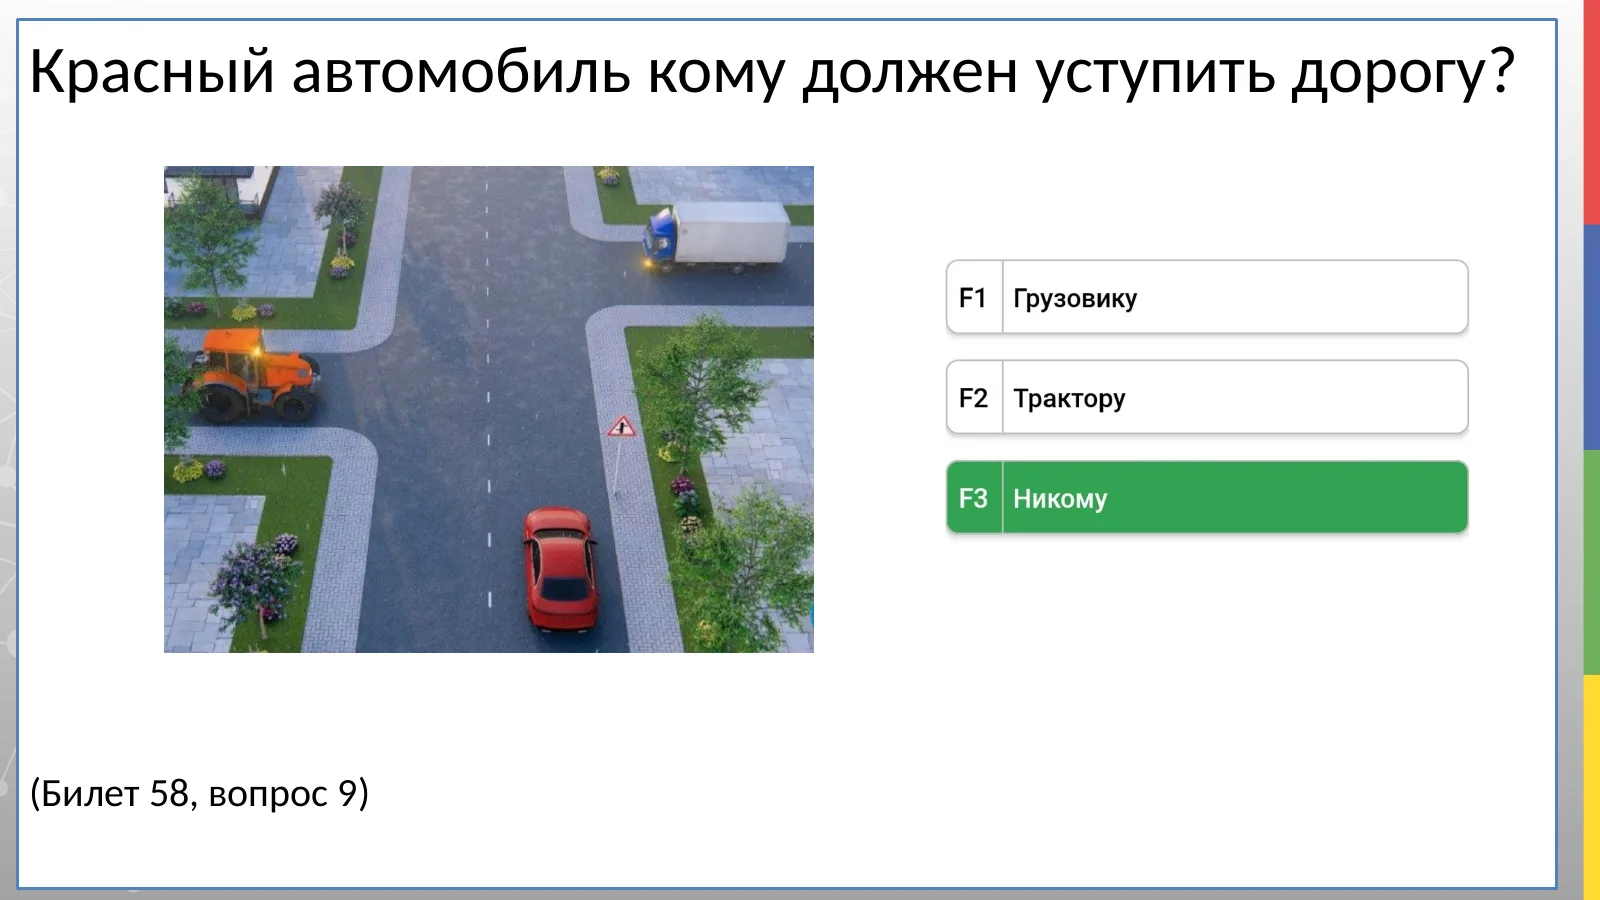 Красный автомобиль кому должен уступить дорогу?
F1 Грузовику
F2 Трактору
F3 Никому
(Билет 58, вопрос 9)